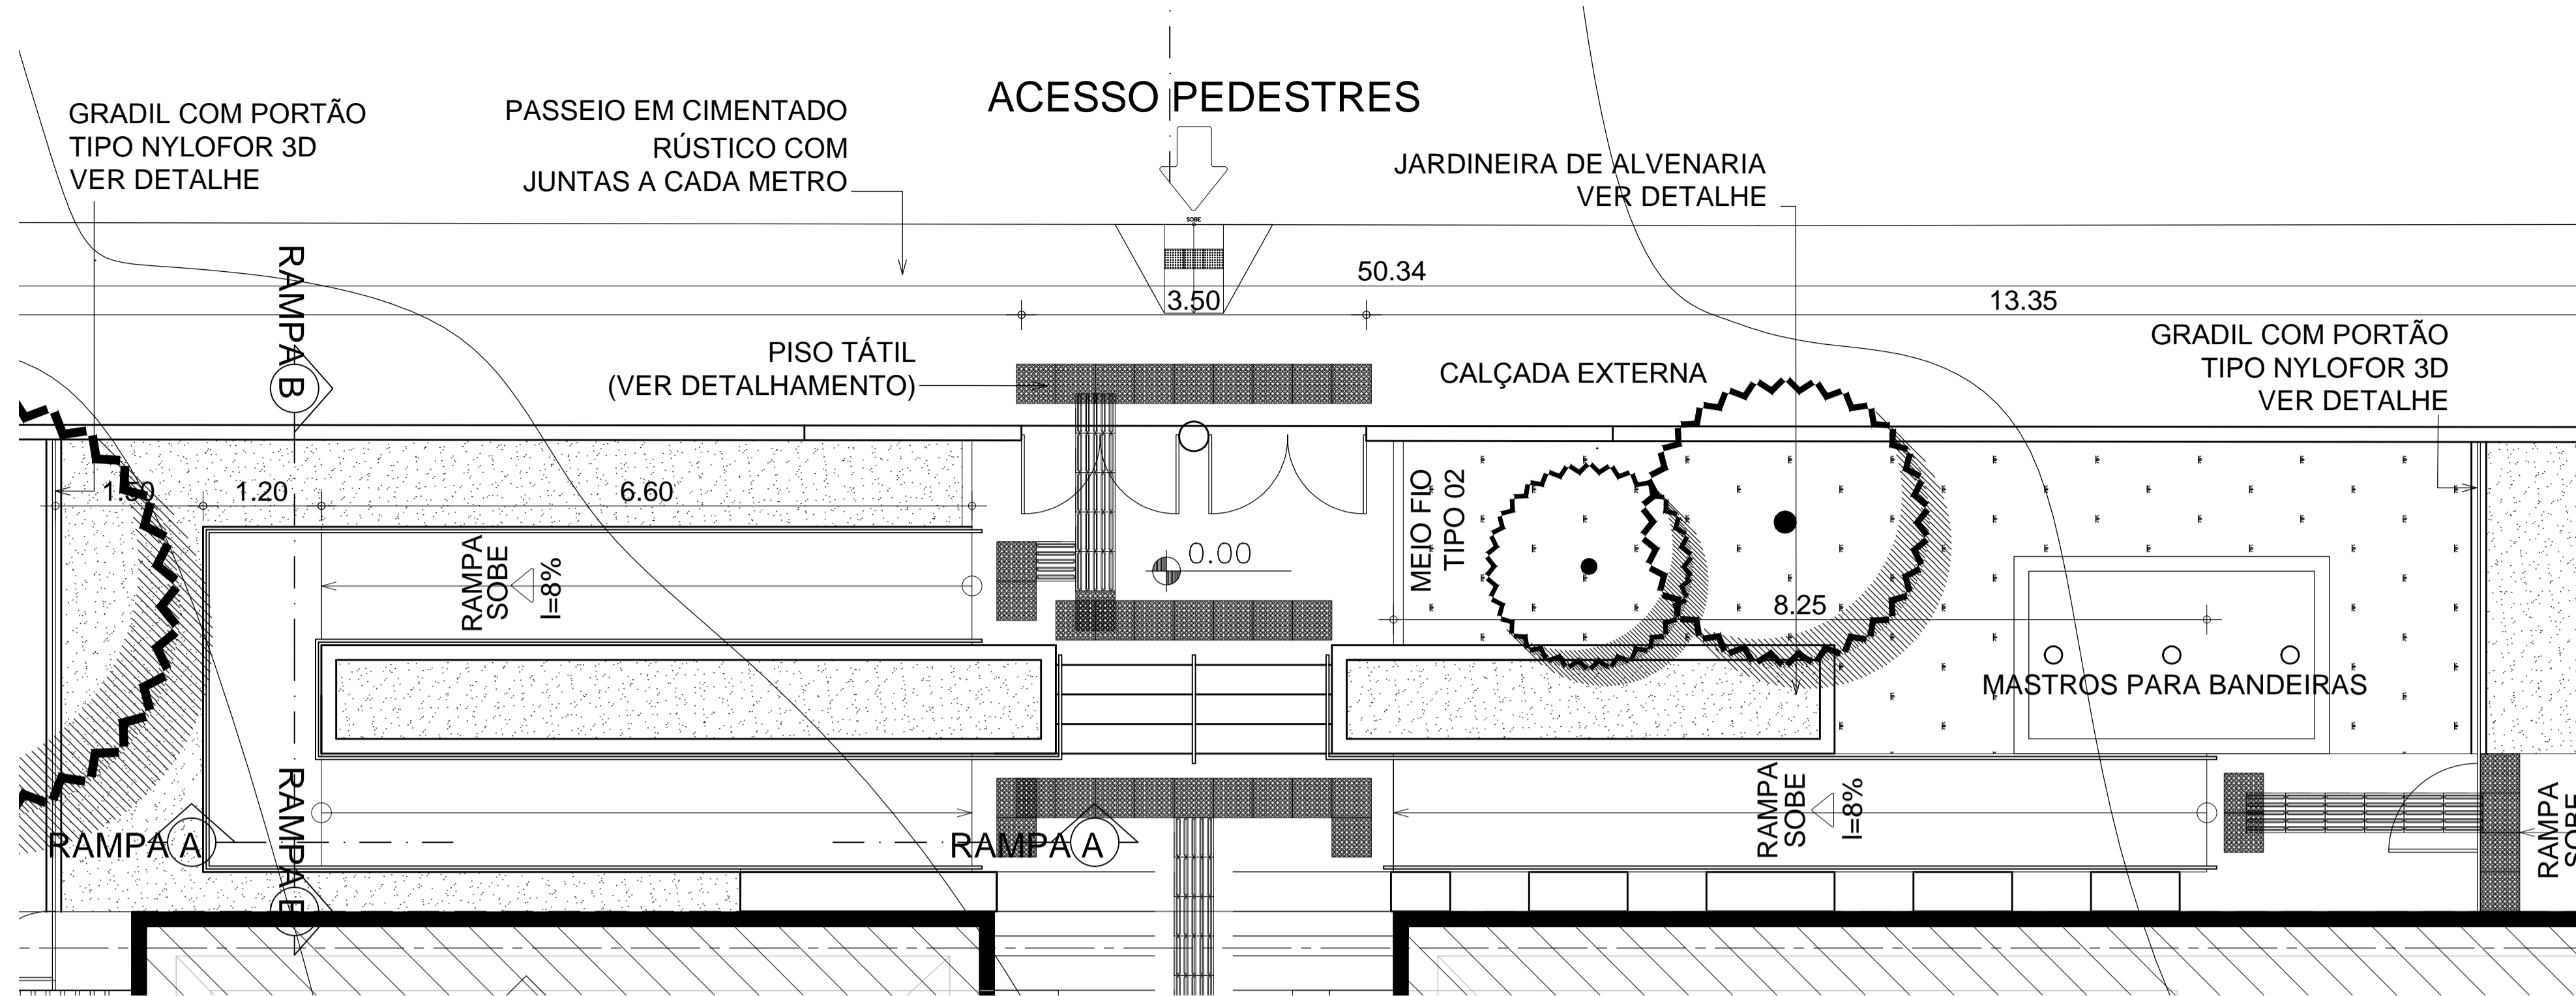 ACESSO PEDESTRES
GRADIL COM PORTÃO
TIPO NYLOFOR 3D
VER DETALHE
PASSEIO EM CIMENTADO
RÚSTICO COM
JUNTAS A CADA METRO
JARDINEIRA DE ALVENARIA
VER DETALHE
SOBE
RAMPA B
50.34
3.50
13.35
GRADIL COM PORTÃO
TIPO NYLOFOR 3D
VER DETALHE
PISO TÁTIL
(VER DETALHAMENTO)
CALÇADA EXTERNA
1.20
6.60
MEIO FIO
TIPO 02
RAMPA
SOBE
I=8%
0.00
8.25
MASTROS PARA BANDEIRAS
RAMPA A
RAMPA
RAMPA A
RAMPA
SOBE
I=8%
RAMPA
SOBE